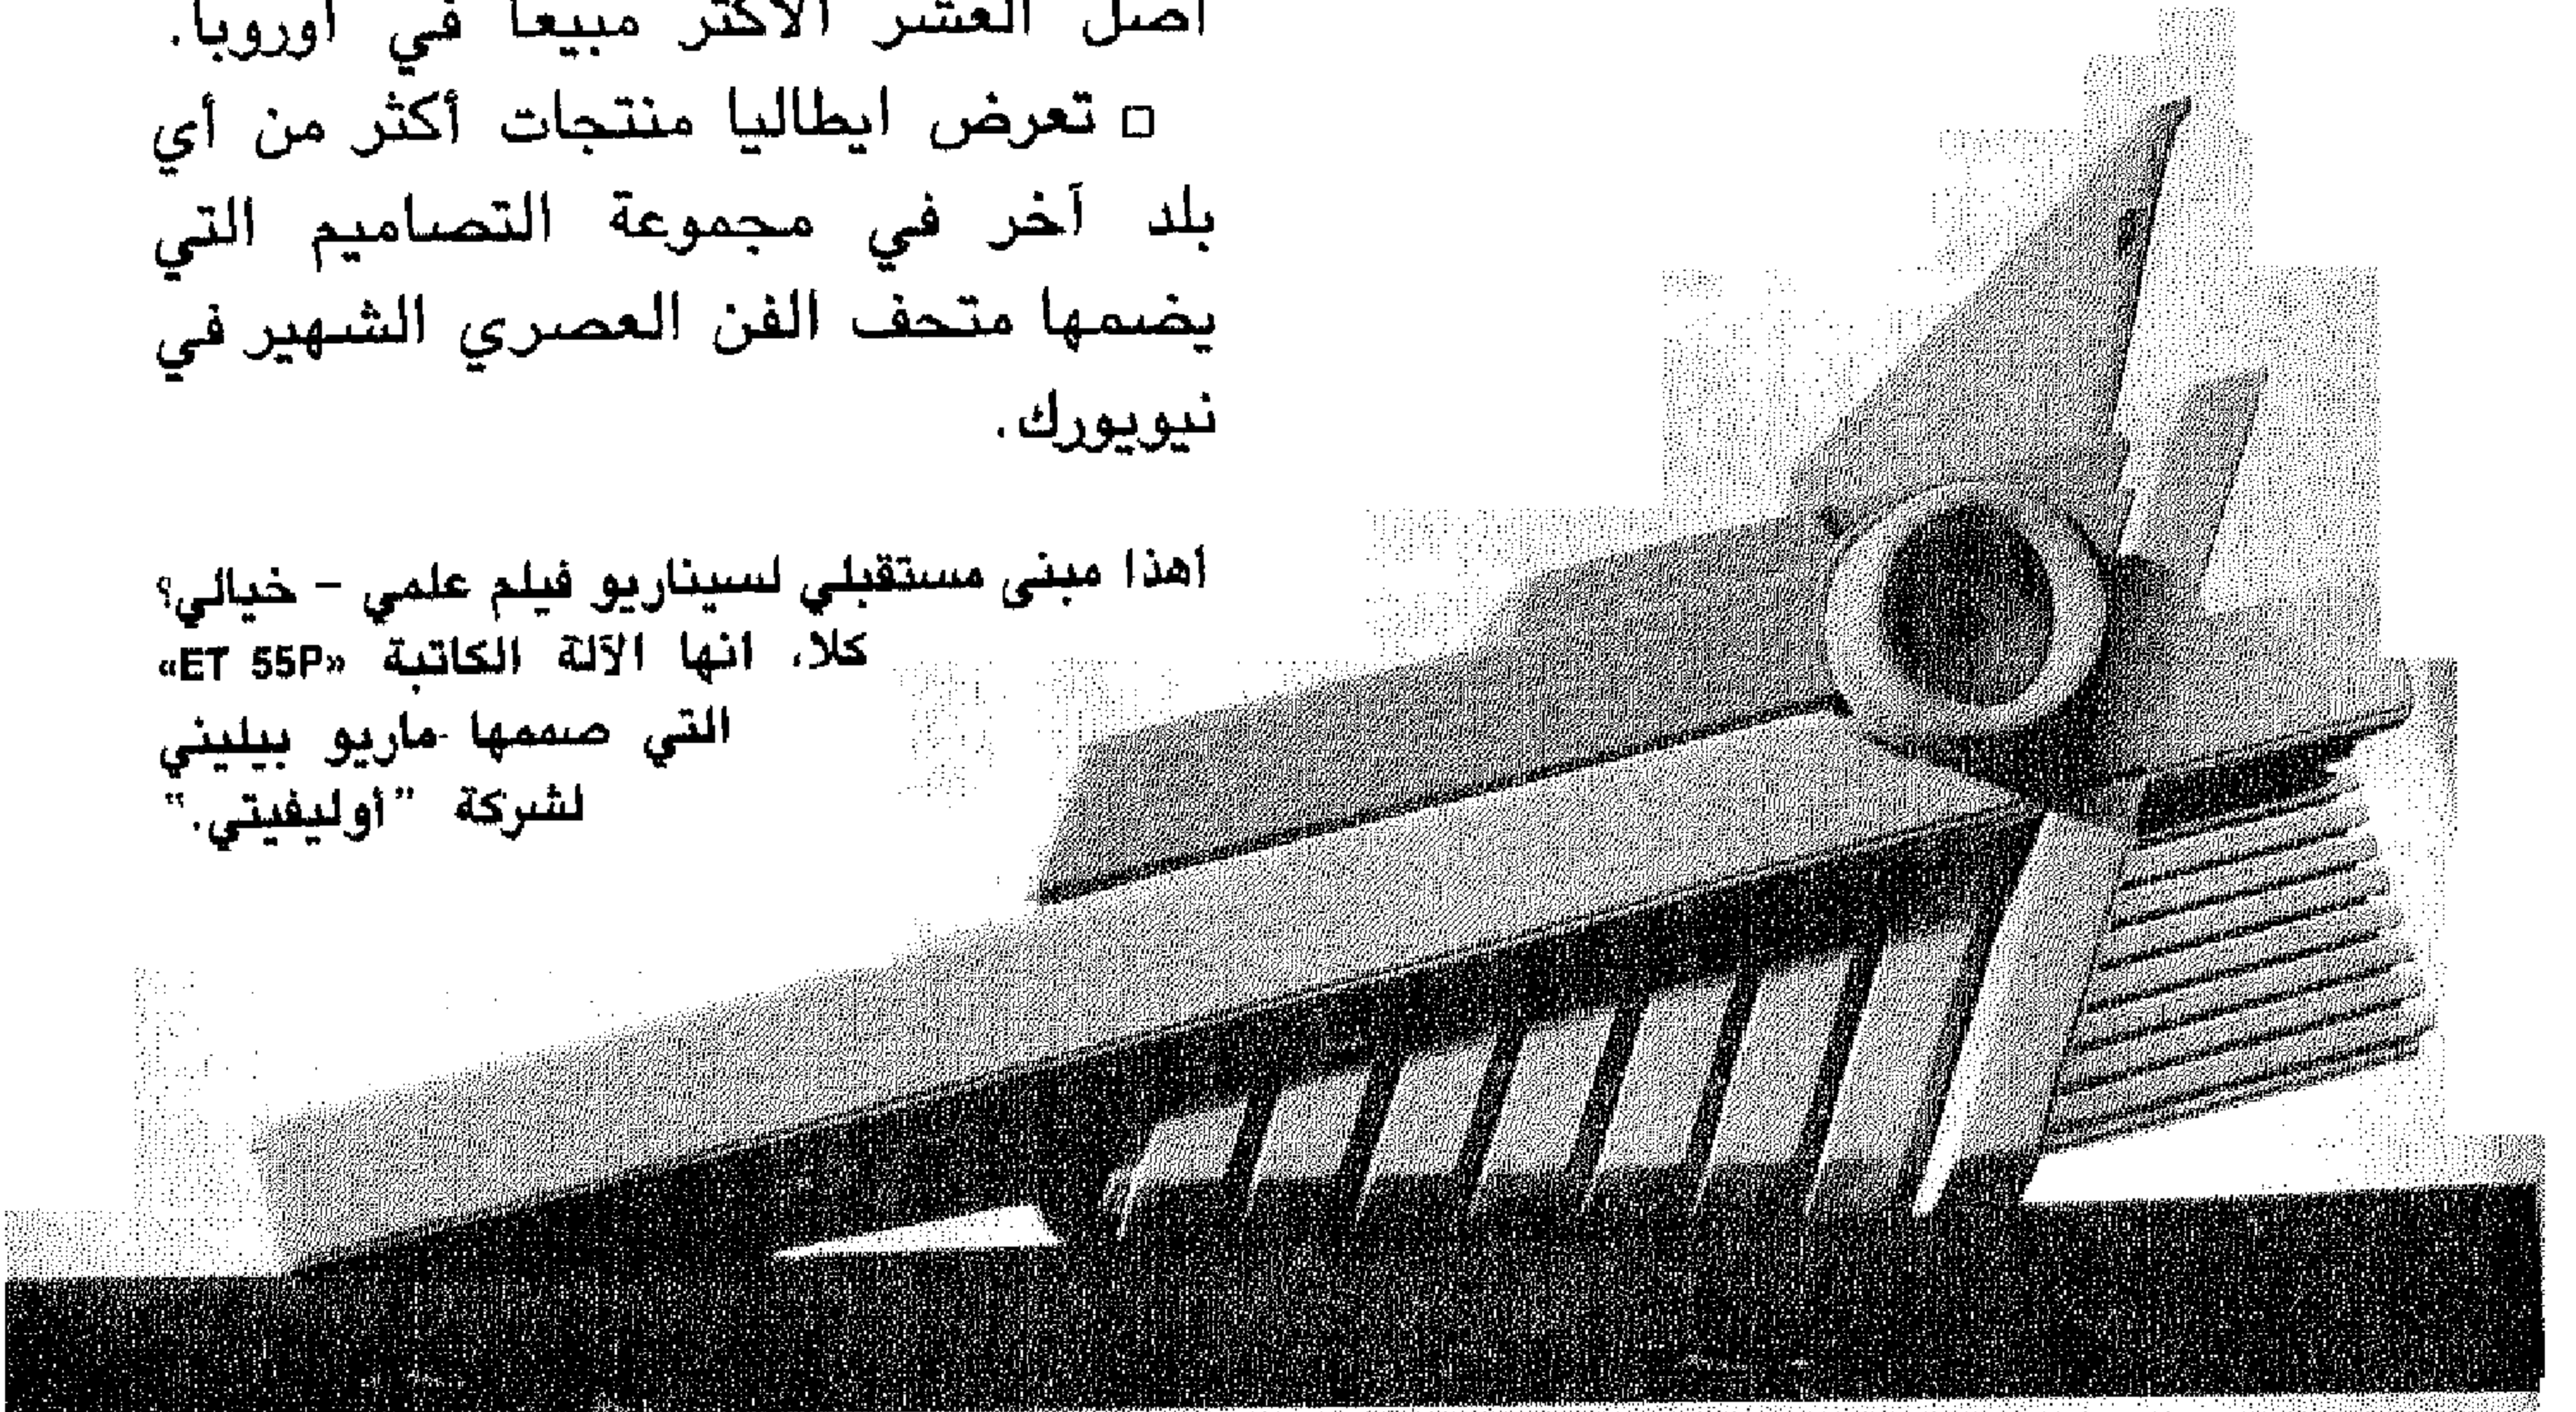 أصل العشر الأكثر مبيعاً في أوروبا.
□ تعرض ايطاليا منتجات أكثر من أي
بلد آخر في مجموعة التصاميم التي
يضمها متحف الفن العصري الشهير في
نيويورك.
أهذا مبنى مستقبلي لسيناريو فيلم علمي - خيالي؟
كلا، انها الآلة الكاتبة «ET 55P»
التي صممها ماريو بيليني
لشركة "أوليفيتي."